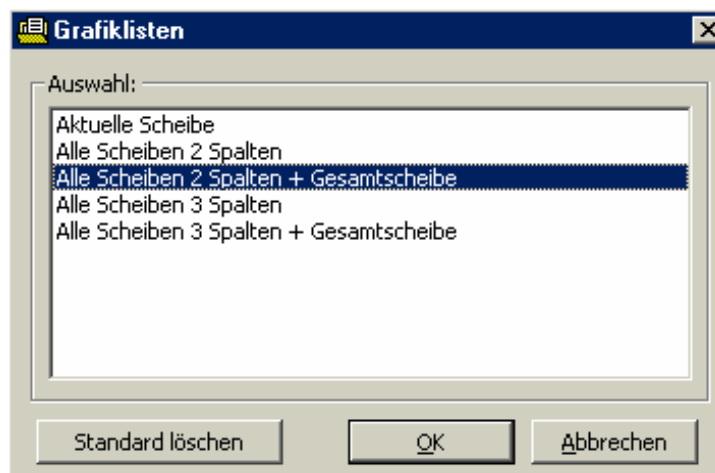 Grafiklisten
Auswahl:
Aktuelle Scheibe
Alle Scheiben 2 Spalten
Alle Scheiben 2 Spalten + Gesamtscheibe
Alle Scheiben 3 Spalten
Alle Scheiben 3 Spalten + Gesamtscheibe
Standard löschen OK Abbrechen